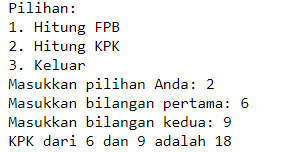 Pilihan:
1. Hitung FPB
2. Hitung KPK
3. Keluar
Masukkan pilihan Anda: 2
Masukkan bilangan pertama: 6
Masukkan bilangan kedua: 9
KPK dari 6 dan 9 adalah 18